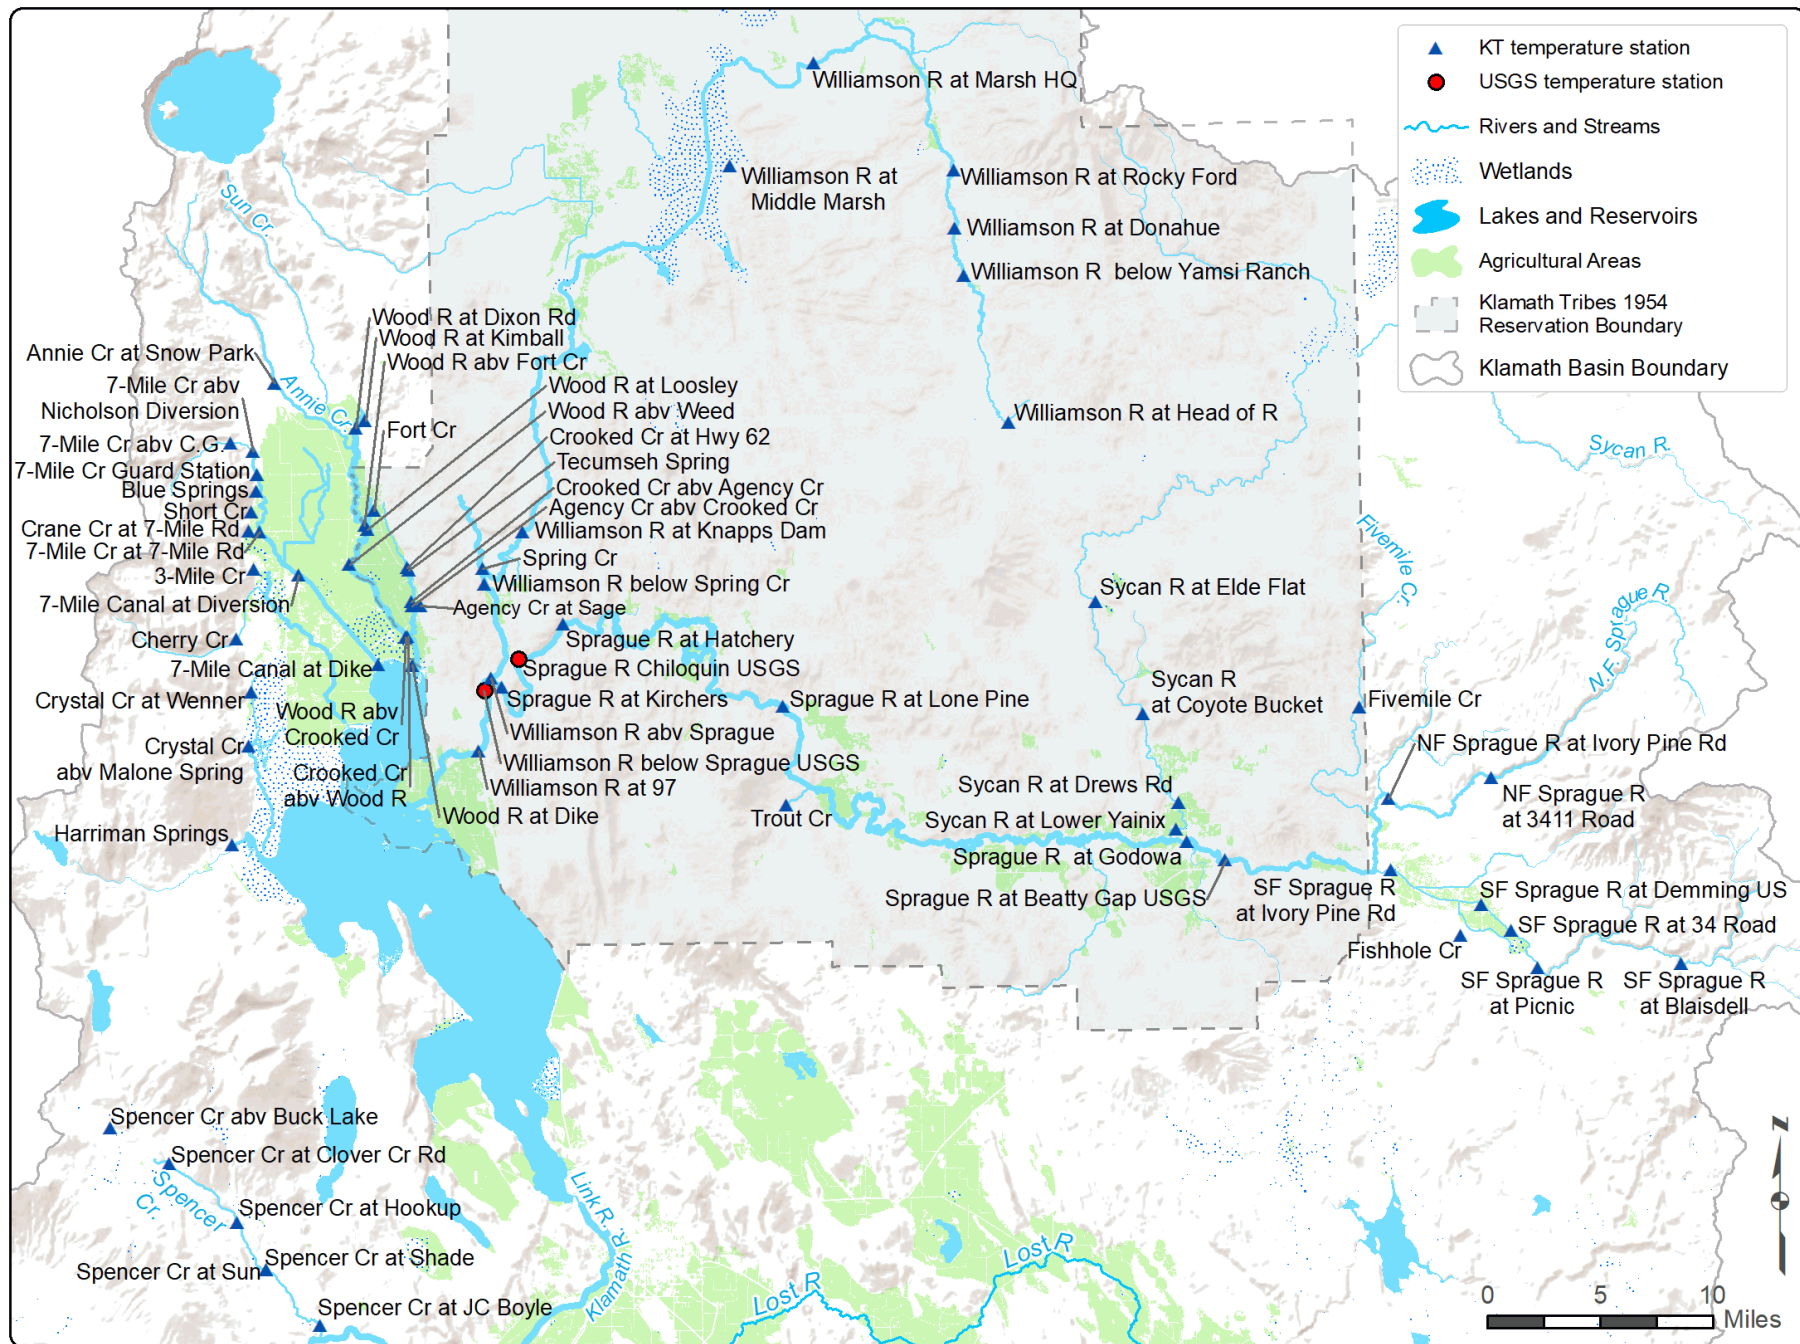 KT temperature station
USGS temperature station
Rivers and Streams
Wetlands
Lakes and Reservoirs
Agricultural Areas
Klamath Tribes 1954
Reservation Boundary
Klamath Basin Boundary
Williamson R at Marsh HQ
Williamson R at
Middle Marsh
Williamson R at Rocky Ford
Williamson R at Donahue
Williamson R  below Yamsi Ranch
Williamson R at Head of R
Sun Cr.
Annie Cr.
Annie Cr at Snow Park
7-Mile Cr abv
Nicholson Diversion
7-Mile Cr abv C.G.
7-Mile Cr Guard Station
Blue Springs
Short Cr
Crane Cr at 7-Mile Rd
7-Mile Cr at 7-Mile Rd
3-Mile Cr
7-Mile Canal at Diversion
Cherry Cr
7-Mile Canal at Dike
Crystal Cr at Wenner
Wood R abv
Crooked Cr
Crystal Cr
abv Malone Spring
Crooked Cr
abv Wood R
Harriman Springs
Wood R at Dixon Rd
Wood R at Kimball
Wood R abv Fort Cr
Fort Cr
Wood R at Loosley
Wood R abv Weed
Crooked Cr at Hwy 62
Tecumseh Spring
Crooked Cr abv Agency Cr
Agency Cr abv Crooked Cr
Williamson R at Knapps Dam
Spring Cr
Williamson R below Spring Cr
Agency Cr at Sage
Sprague R at Hatchery
Sprague R Chiloquin USGS
Sprague R at Kirchers
Williamson R abv Sprague
Williamson R below Sprague USGS
Williamson R at 97
Wood R at Dike
Sprague R at Lone Pine
Trout Cr
Sycan R at Elde Flat
Sycan R
at Coyote Bucket
Sycan R at Drews Rd
Sycan R at Lower Yainix
Sprague R  at Godowa
Sprague R at Beatty Gap USGS
Sycan R.
Fivemile Cr.
N.F. Sprague R.
Fivemile Cr
NF Sprague R at Ivory Pine Rd
NF Sprague R
at 3411 Road
SF Sprague R
at Ivory Pine Rd
SF Sprague R at Demming US
SF Sprague R at 34 Road
Fishhole Cr
SF Sprague R
at Picnic
SF Sprague R
at Blaisdell
Spencer Cr abv Buck Lake
Spencer Cr at Clover Cr Rd
Spencer
Cr.
Spencer Cr at Hookup
Spencer Cr at Shade
Spencer Cr at Sun
Spencer Cr at JC Boyle
Link R.
Klamath R.
Lost R
Lost R
N
0 5 10
Miles